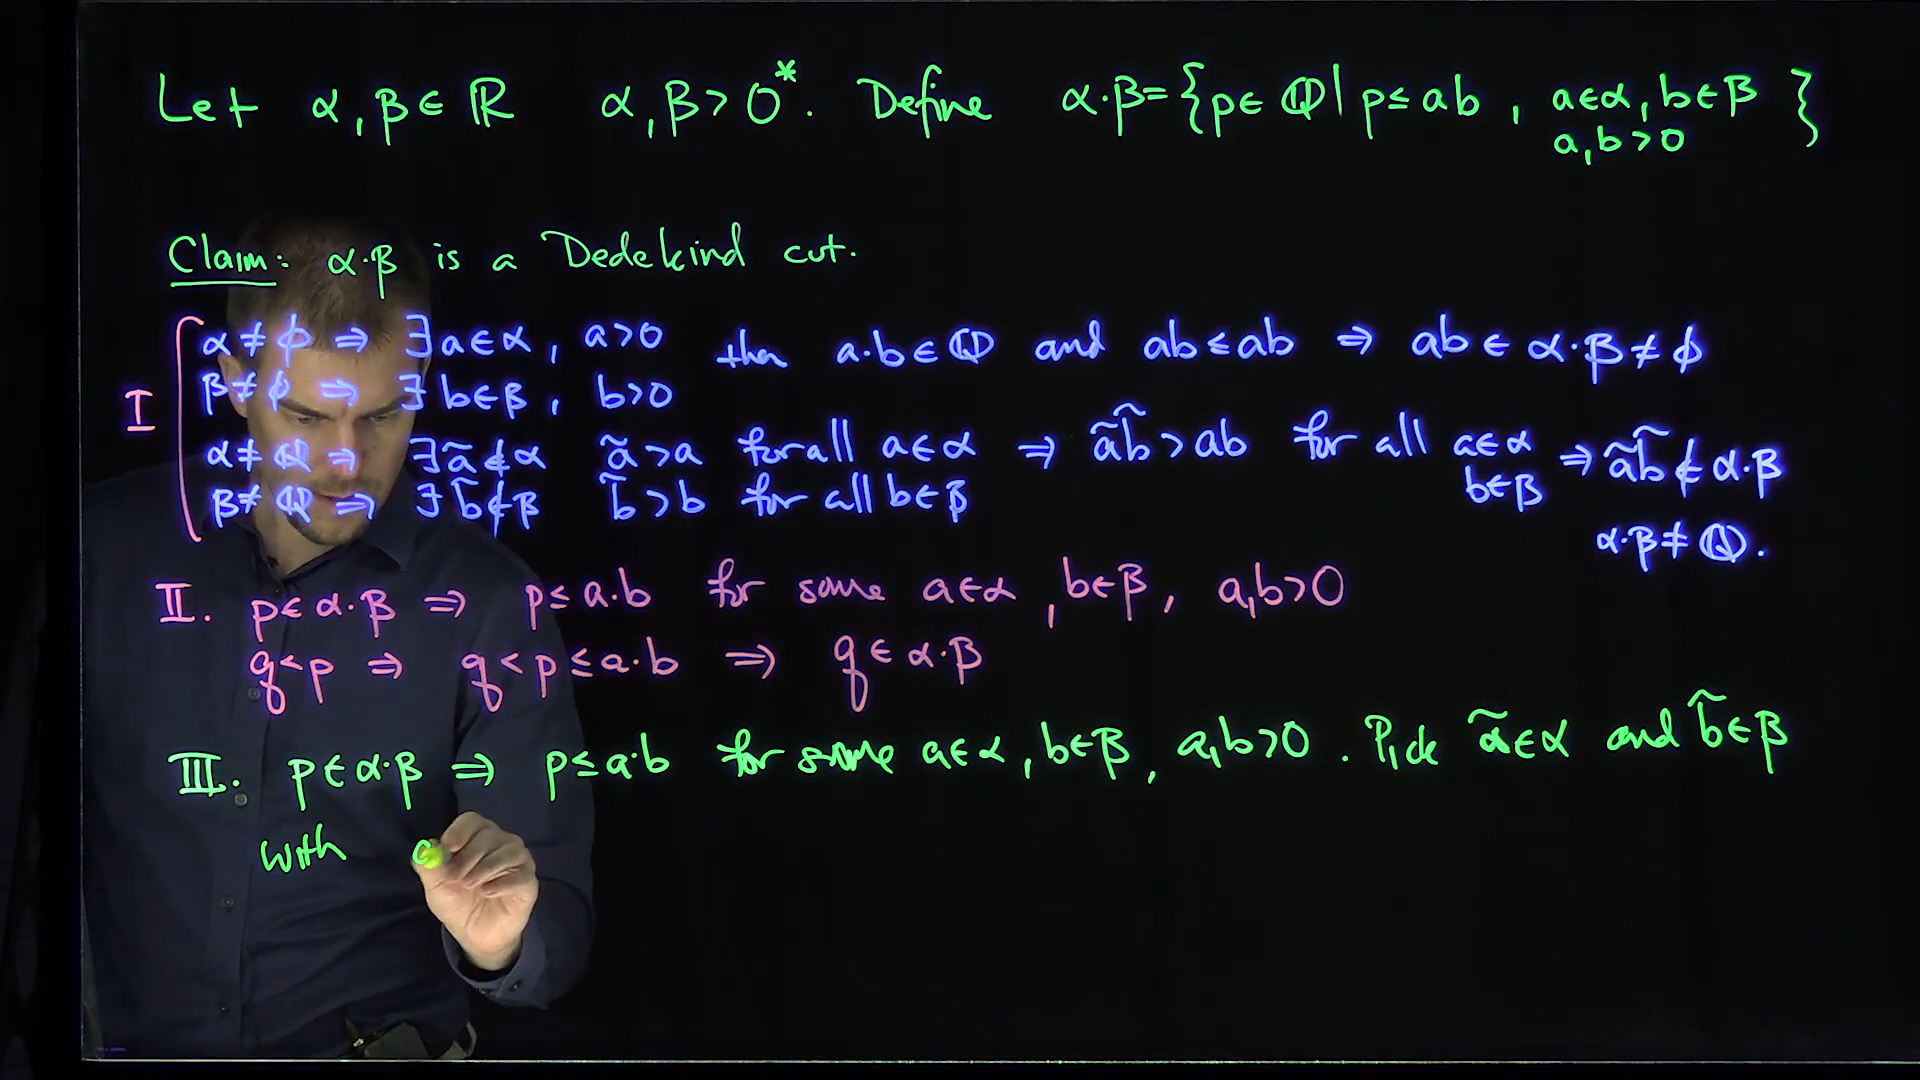 Let α, β ∈ ℝ α, β > 0*. Define α·β = {p ∈ ℚ | p ≤ ab, a∈α, b∈β }
a,b > 0
Claim: α·β is a Dedekind cut.
I
α ≠ ϕ ⇒ ∃ a ∈ α, a > 0 then a·b ∈ ℚ and ab ≤ ab ⇒ ab ∈ α·β ≠ ϕ
β ≠ ϕ ⇒ ∃ b ∈ β, b > 0
α ≠ ℚ ⇒ ∃ ã ∉ α ã > a for all a ∈ α ⇒ ãb̃ > ab for all a ∈ α ⇒ ãb̃ ∉ α·β
β ≠ ℚ ⇒ ∃ b̃ ∉ β b̃ > b for all b ∈ β b ∈ β
α·β ≠ ℚ.
II. p ∈ α·β ⇒ p ≤ a·b for some a ∈ α, b ∈ β, a,b > 0
q < p ⇒ q < p ≤ a·b ⇒ q ∈ α·β
III. p ∈ α·β ⇒ p ≤ a·b for some a ∈ α, b ∈ β, a,b > 0. Pick ã ∈ α and b̃ ∈ β
with